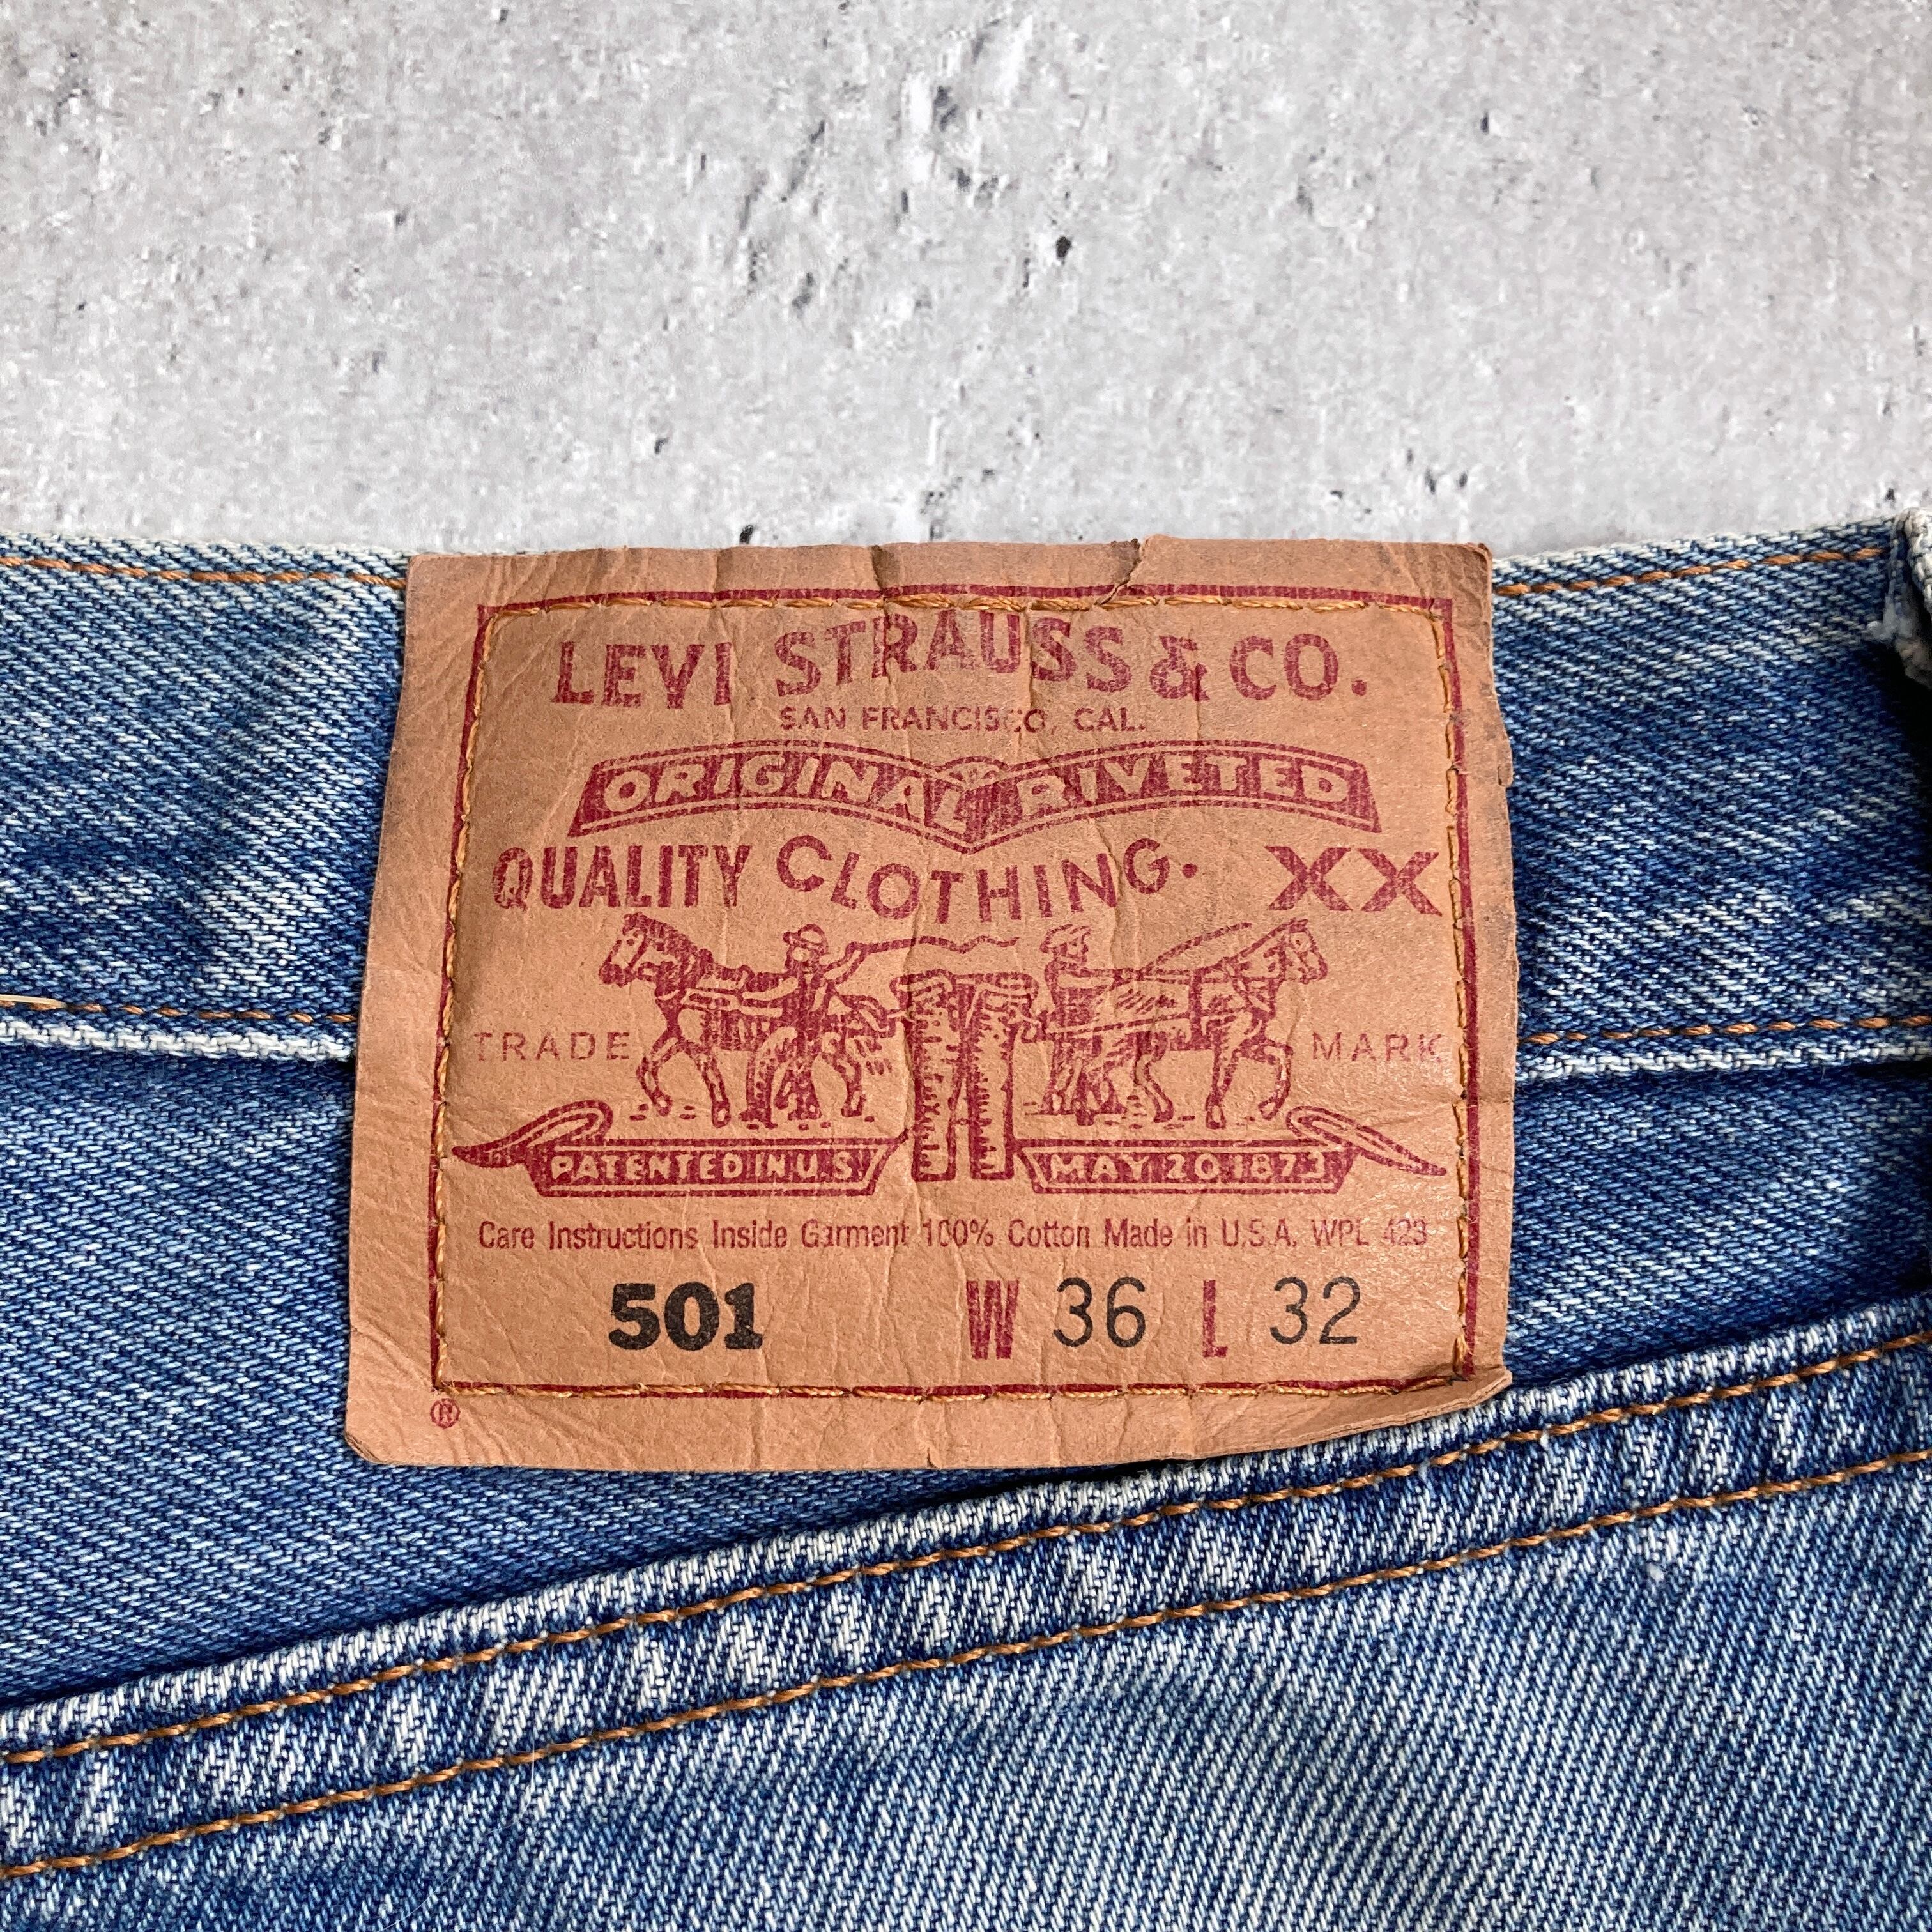 LEVI STRAUSS & CO.
SAN FRANCISCO, CAL.
ORIGINAL RIVETED
QUALITY CLOTHING. XX
TRADE MARK
PATENTED IN U.S. MAY 20 1873
Care Instructions Inside Garment 100% Cotton Made in U.S.A. WPL 423
501 W 36 L 32
®